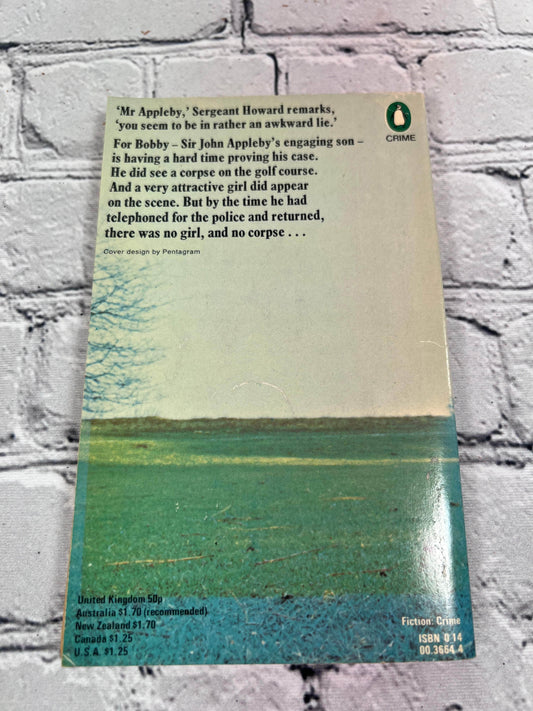 ‘Mr Appleby,’ Sergeant Howard remarks,
‘you seem to be in rather an awkward lie.’
For Bobby – Sir John Appleby’s engaging son –
is having a hard time proving his case.
He did see a corpse on the golf course.
And a very attractive girl did appear
on the scene. But by the time he had
telephoned for the police and returned,
there was no girl, and no corpse . . .
Cover design by Pentagram
CRIME
United Kingdom 50p
Australia $1.70 (recommended)
New Zealand $1.70
Canada $1.25
U.S.A. $1.25
Fiction: Crime
ISBN 0 14
00.3664 4